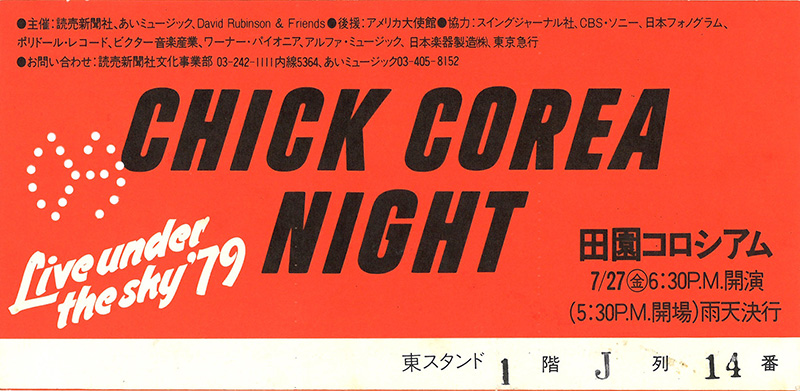 ●主催：読売新聞社、あいミュージック、David Rubinson & Friends●後援：アメリカ大使館●協力：スイングジャーナル社、CBS・ソニー、日本フォノグラム、
ポリドール・レコード、ビクター音楽産業、ワーナー・パイオニア、アルファ・ミュージック、日本楽器製造㈱、東京急行
●お問い合わせ：読売新聞社文化事業部 03-242-1111内線5364、あいミュージック03-405-8152
CHICK COREA
NIGHT
Live under
the sky '79
田園コロシアム
7/27㊎6:30P.M.開演
(5:30P.M.開場)雨天決行
東スタンド 1 階 J 列 14 番